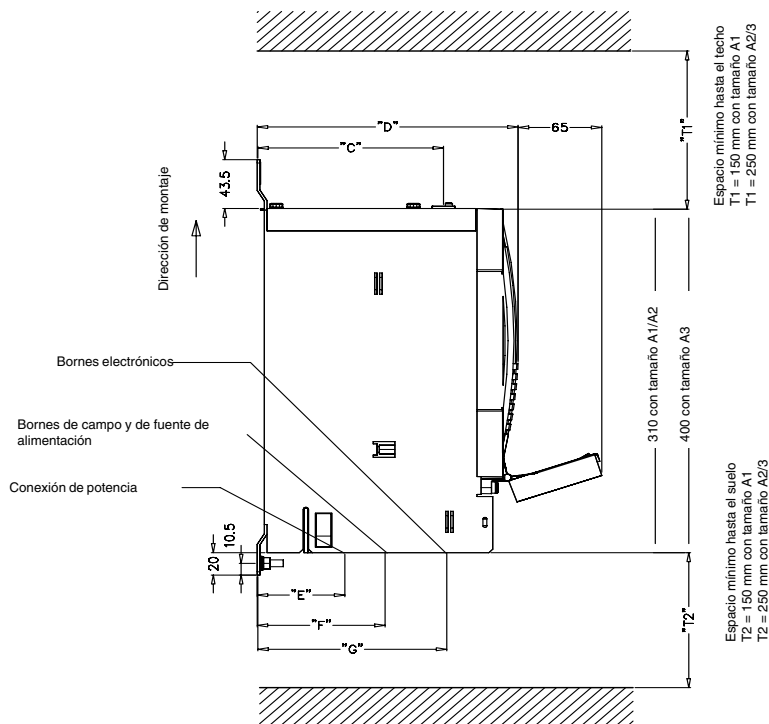 Espacio mínimo hasta el techo
T1 = 150 mm con tamaño A1
T1 = 250 mm con tamaño A2/3
"D"
65
"T1"
"C"
43.5
Dirección de montaje
Bornes electrónicos
310 con tamaño A1/A2
400 con tamaño A3
Bornes de campo y de fuente de
alimentación
Conexión de potencia
10.5
20
"E"
"F"
"G"
"T2"
Espacio mínimo hasta el suelo
T2 = 150 mm con tamaño A1
T2 = 250 mm con tamaño A2/3